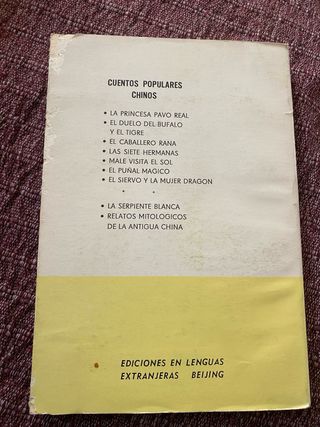 CUENTOS POPULARES
CHINOS
• LA PRINCESA PAVO REAL
• EL DUELO DEL BUFALO
Y EL TIGRE
• EL CABALLERO RANA
• LAS SIETE HERMANAS
• MALE VISITA EL SOL
• EL PUÑAL MAGICO
• EL SIERVO Y LA MUJER DRAGON
• LA SERPIENTE BLANCA
• RELATOS MITOLOGICOS
DE LA ANTIGUA CHINA
EDICIONES EN LENGUAS
EXTRANJERAS BEIJING